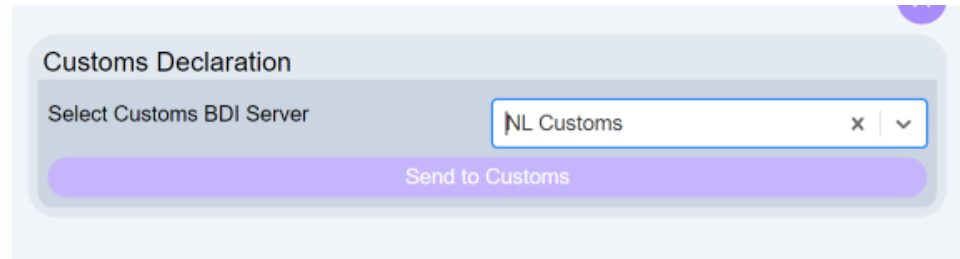 Customs Declaration
Select Customs BDI Server
NL Customs
Send to Customs